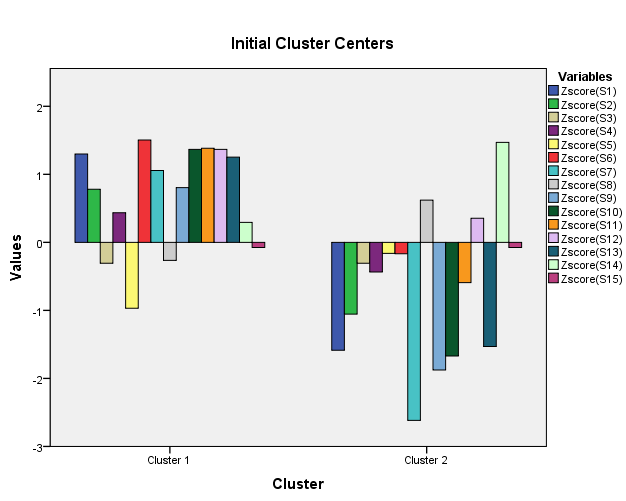 Initial Cluster Centers
Values
2
1
0
-1
-2
-3
Cluster 1
Cluster 2
Cluster
Variables
Zscore(S1)
Zscore(S2)
Zscore(S3)
Zscore(S4)
Zscore(S5)
Zscore(S6)
Zscore(S7)
Zscore(S8)
Zscore(S9)
Zscore(S10)
Zscore(S11)
Zscore(S12)
Zscore(S13)
Zscore(S14)
Zscore(S15)